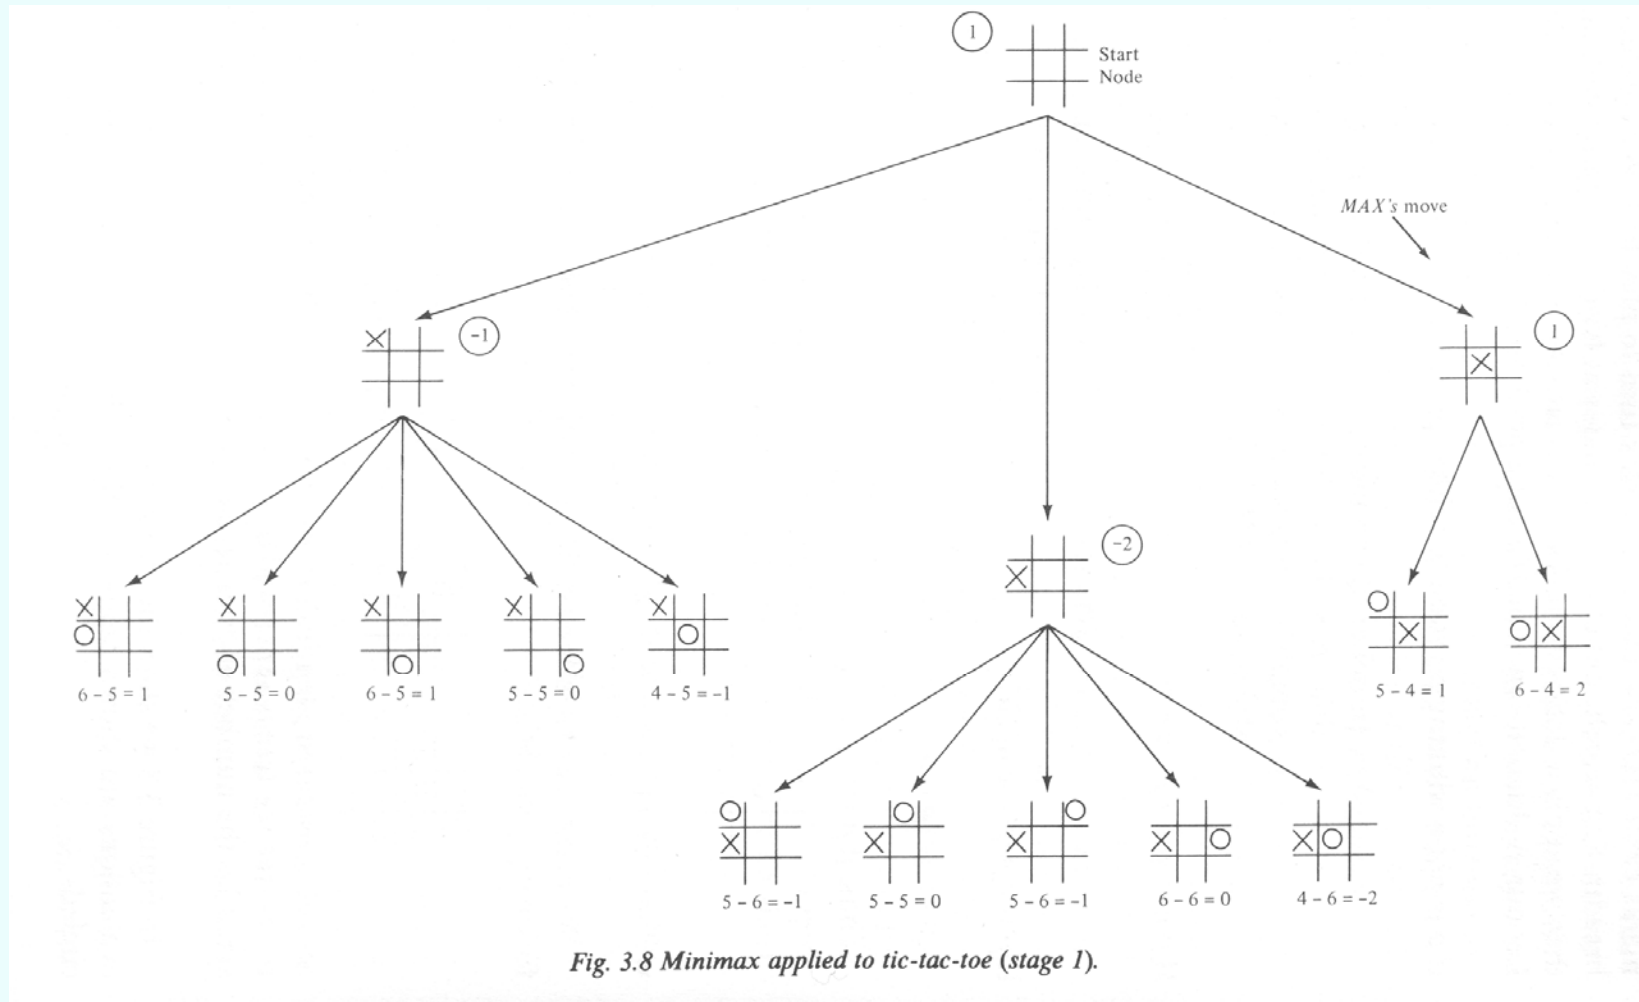 1
Start
Node
MAX's move
-1
1
-2
X
X
X
X O
X O
X O
X O
X O
O X
O X
6 - 5 = 1
5 - 5 = 0
6 - 5 = 1
5 - 5 = 0
4 - 5 = -1
5 - 4 = 1
6 - 4 = 2
O X
O X
O X
X O
X O
5 - 6 = -1
5 - 5 = 0
5 - 6 = -1
6 - 6 = 0
4 - 6 = -2
Fig. 3.8 Minimax applied to tic-tac-toe (stage 1).